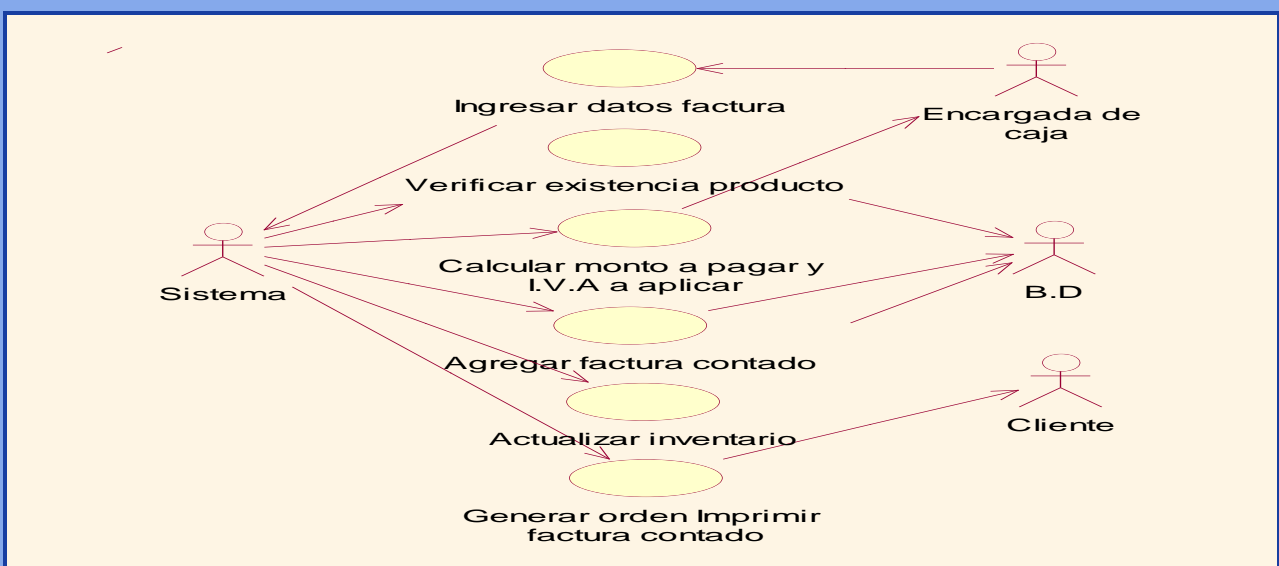 Ingresar datos factura
Encargada de
caja
Verificar existencia producto
Calcular monto a pagar y
I.V.A a aplicar
Sistema
B.D
Agregar factura contado
Cliente
Actualizar inventario
Generar orden Imprimir
factura contado